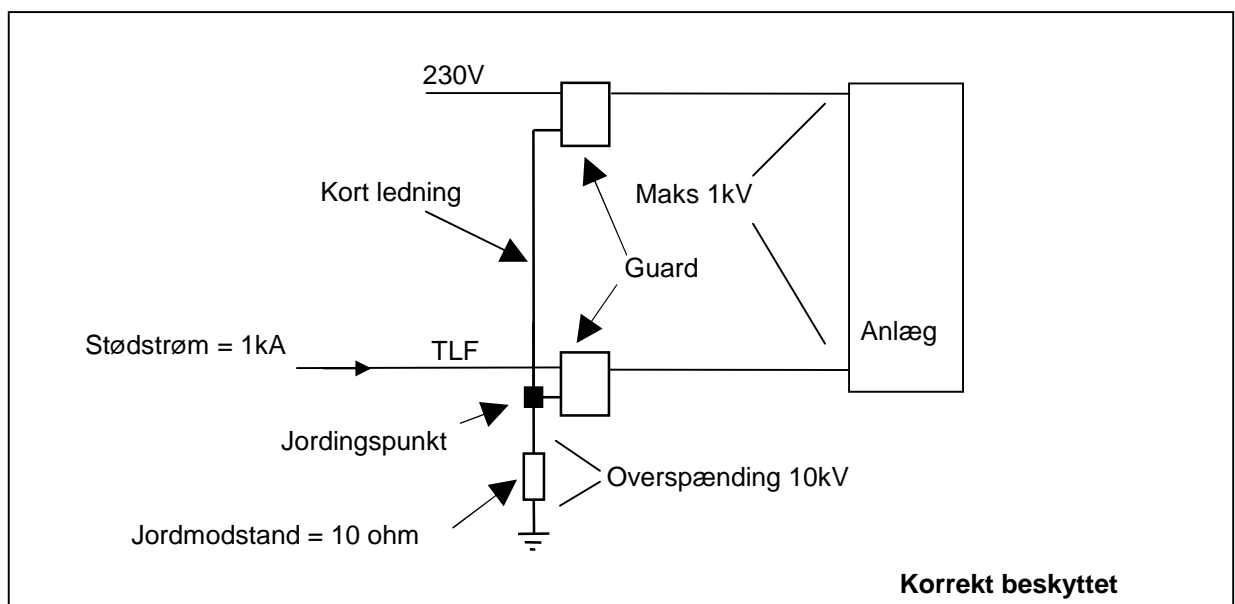 230V
Kort ledning
Maks 1kV
Guard
Stødstrøm = 1kA
TLF
Anlæg
Jordingspunkt
Overspænding 10kV
Jordmodstand = 10 ohm
Korrekt beskyttet